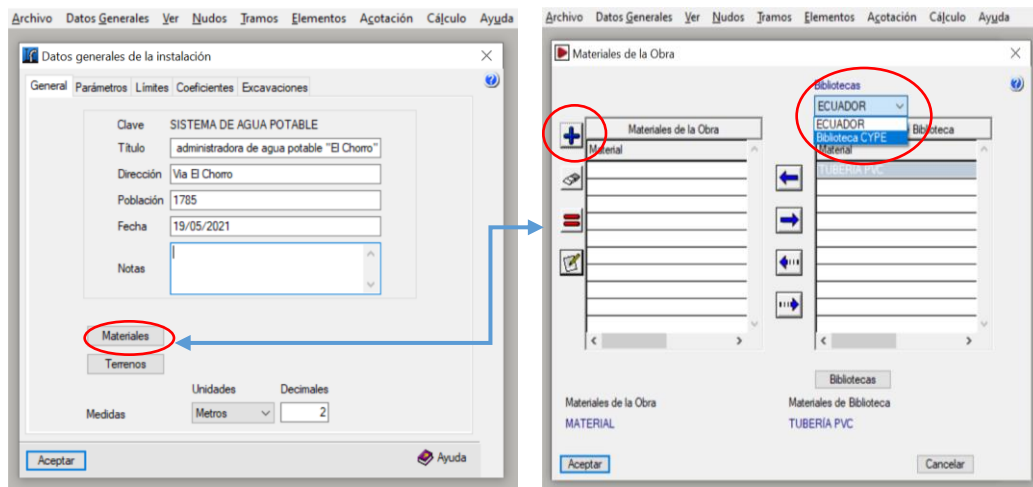 Archivo Datos Generales Ver Nudos Tramos Elementos Acotación Cálculo Ayuda
Datos generales de la instalación
General Parámetros Límites Coeficientes Excavaciones
Clave SISTEMA DE AGUA POTABLE
Título administradora de agua potable "El Chorro"
Dirección Via El Chorro
Población 1785
Fecha 19/05/2021
Notas
Materiales
Terrenos
Unidades Decimales
Medidas Metros 2
Aceptar Ayuda
Archivo Datos Generales Ver Nudos Tramos Elementos Acotación Cálculo Ayuda
Materiales de la Obra
Bibliotecas
ECUADOR
ECUADOR
Biblioteca CYPE
Materiales de la Obra Biblioteca
Material Material
TUBERÍA PVC
Bibliotecas
Materiales de la Obra Materiales de Biblioteca
MATERIAL TUBERÍA PVC
Aceptar Cancelar